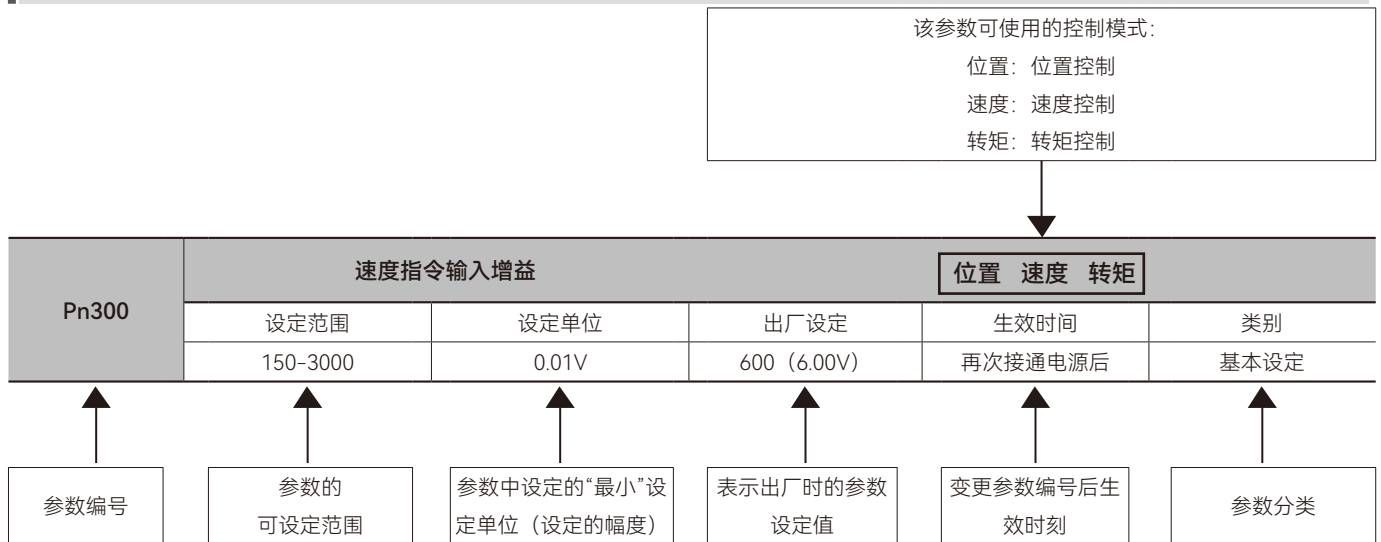 该参数可使用的控制模式：
位置：位置控制
速度：速度控制
转矩：转矩控制
Pn300
速度指令输入增益
位置 速度 转矩
设定范围 设定单位 出厂设定 生效时间 类别
150-3000 0.01V 600（6.00V） 再次接通电源后 基本设定
参数编号
参数的
可设定范围
参数中设定的“最小”设
定单位（设定的幅度）
表示出厂时的参数
设定值
变更参数编号后生
效时刻
参数分类